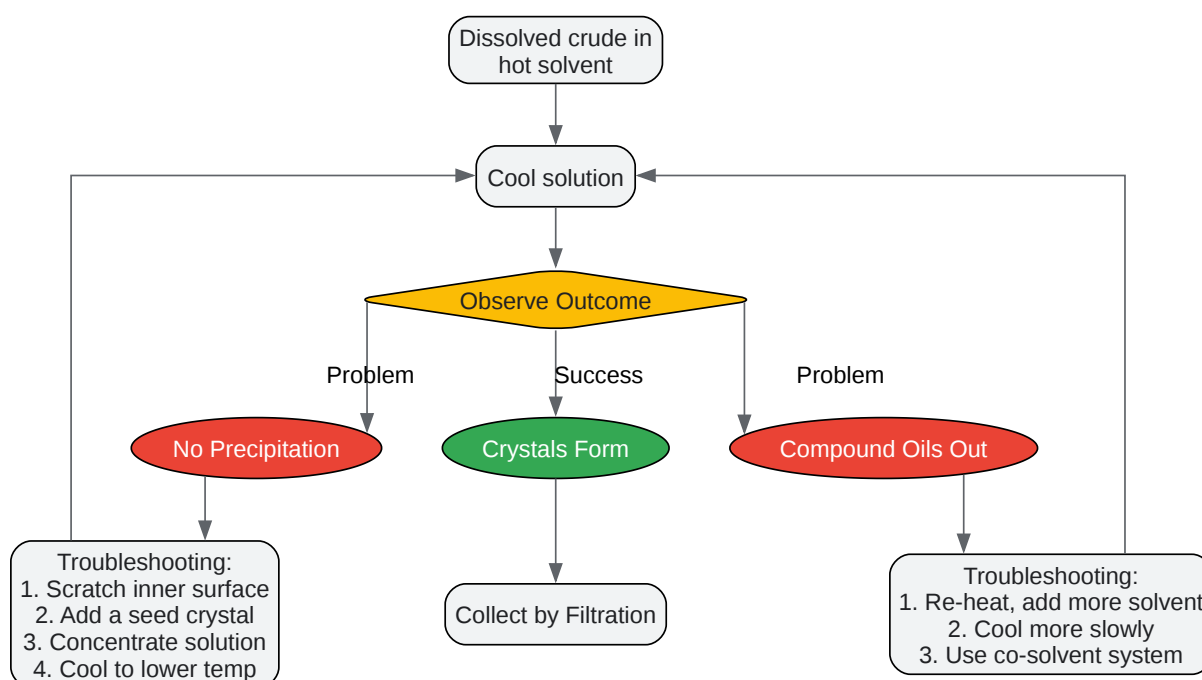 Dissolved crude in
hot solvent
Cool solution
Observe Outcome
Problem
Success
Problem
No Precipitation
Crystals Form
Compound Oils Out
Troubleshooting:
1. Scratch inner surface
2. Add a seed crystal
3. Concentrate solution
4. Cool to lower temp
Collect by Filtration
Troubleshooting:
1. Re-heat, add more solvent
2. Cool more slowly
3. Use co-solvent system